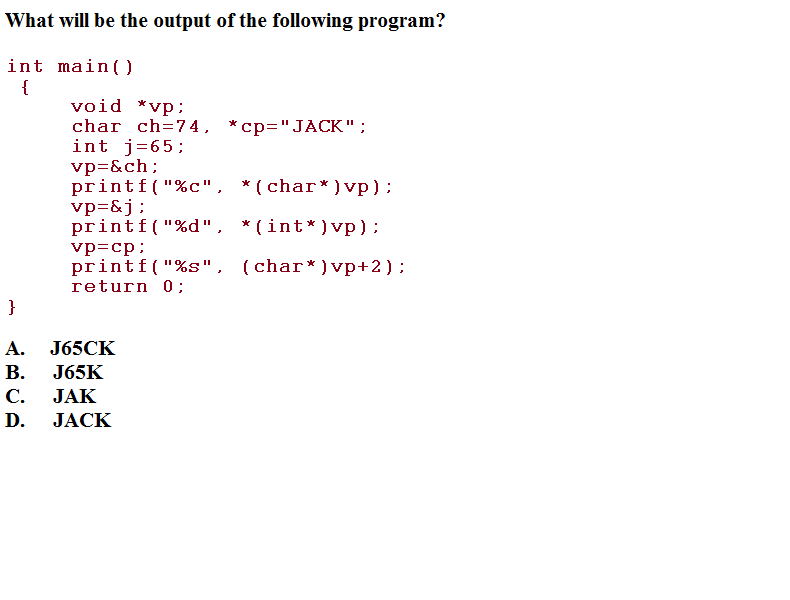 What will be the output of the following program?
int main()
{
void *vp;
char ch=74, *cp="JACK";
int j=65;
vp=&ch;
printf("%c", *(char*)vp);
vp=&j;
printf("%d", *(int*)vp);
vp=cp;
printf("%s", (char*)vp+2);
return 0;
}
A. J65CK
B. J65K
C. JAK
D. JACK